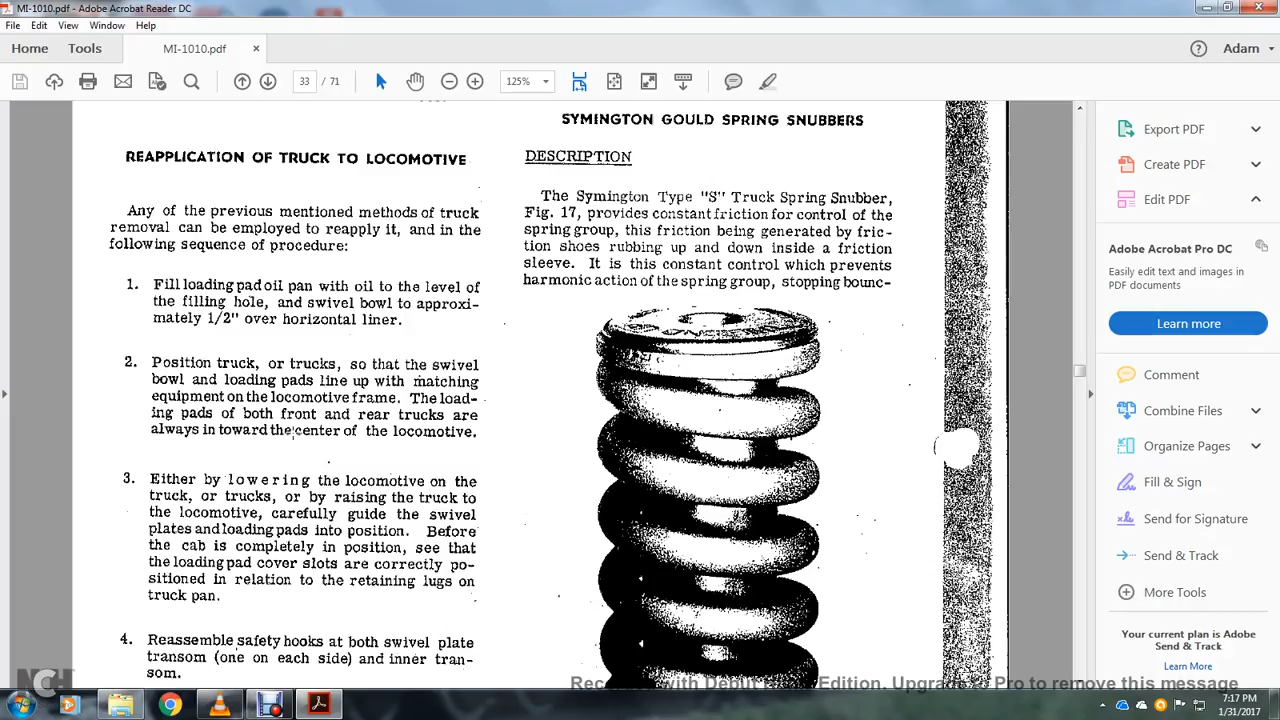 MI-1010.pdf - Adobe Acrobat Reader DC
File Edit View Window Help
Home Tools MI-1010.pdf × Adam
33 / 71 125%
REAPPLICATION OF TRUCK TO LOCOMOTIVE
Any of the previous mentioned methods of truck
removal can be employed to reapply it, and in the
following sequence of procedure:
1. Fill loading pad oil pan with oil to the level of
the filling hole, and swivel bowl to approxi-
mately 1/2" over horizontal liner.
2. Position truck, or trucks, so that the swivel
bowl and loading pads line up with matching
equipment on the locomotive frame. The load-
ing pads of both front and rear trucks are
always in toward the center of the locomotive.
3. Either by lowering the locomotive on the
truck, or trucks, or by raising the truck to
the locomotive, carefully guide the swivel
plates and loading pads into position. Before
the cab is completely in position, see that
the loading pad cover slots are correctly po-
sitioned in relation to the retaining lugs on
truck pan.
4. Reassemble safety hooks at both swivel plate
transom (one on each side) and inner tran-
som.
SYMINGTON GOULD SPRING SNUBBERS
DESCRIPTION
The Symington Type "S" Truck Spring Snubber,
Fig. 17, provides constant friction for control of the
spring group, this friction being generated by fric-
tion shoes rubbing up and down inside a friction
sleeve. It is this constant control which prevents
harmonic action of the spring group, stopping bounc-
Export PDF
Create PDF
Edit PDF
Adobe Acrobat Pro DC
Easily edit text and images in
PDF documents
Learn more
Comment
Combine Files
Organize Pages
Fill & Sign
Send for Signature
Send & Track
More Tools
Your current plan is Adobe
Send & Track
Learn More
NCH
Edition. Upgrade to Pro to remove this message
7:17 PM
1/31/2017